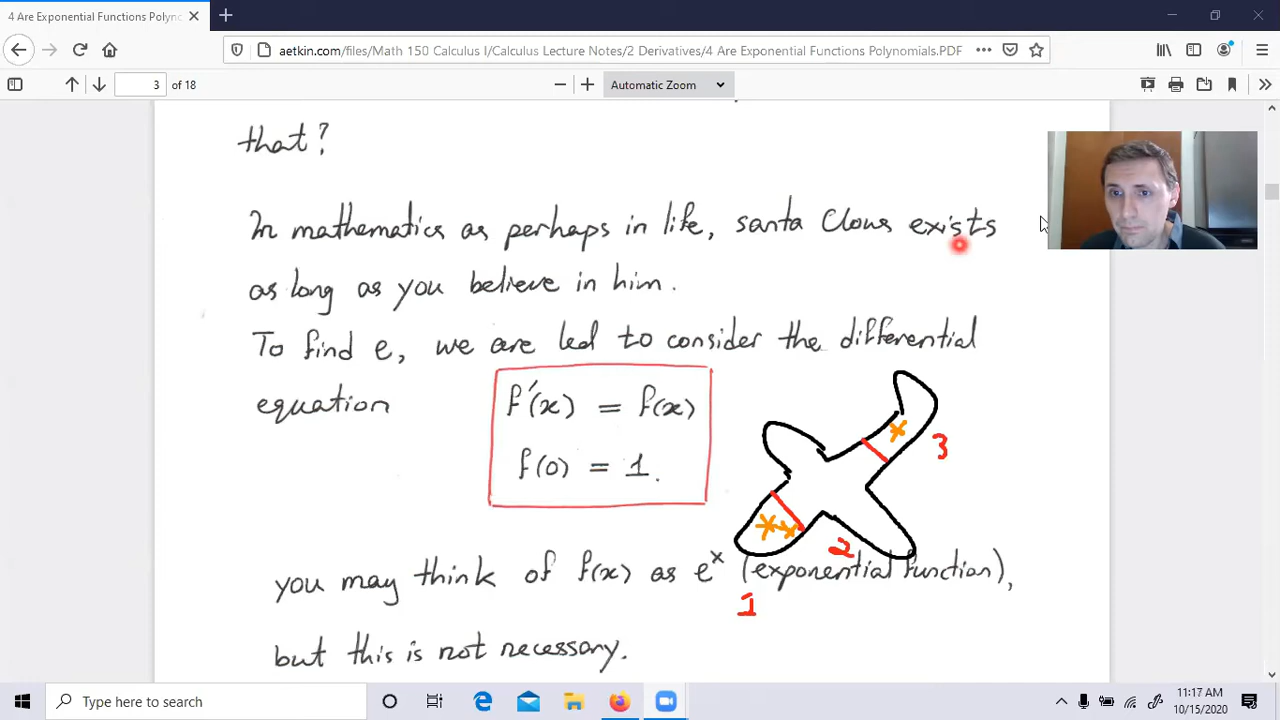 4 Are Exponential Functions Polync
aetkin.com/files/Math 150 Calculus I/Calculus Lecture Notes/2 Derivatives/4 Are Exponential Functions Polynomials.PDF
3 of 18
Automatic Zoom
that?
In mathematics as perhaps in life, santa Claus exists
as long as you believe in him.
To find e, we are led to consider the differential
equation
f'(x) = f(x)
f(0) = 1.
3
2
you may think of f(x) as e^x (exponential function),
1
but this is not necessary.
Type here to search
11:17 AM
10/15/2020